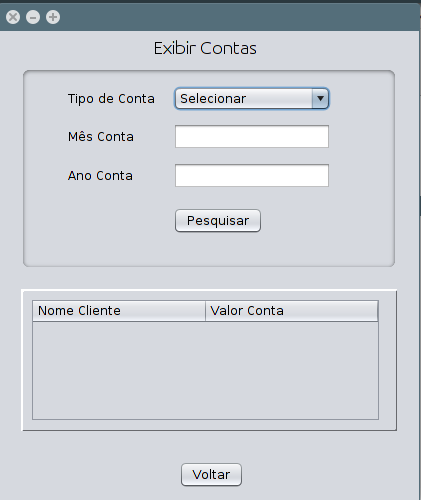 Exibir Contas
Tipo de Conta Selecionar
Mês Conta
Ano Conta
Pesquisar
Nome Cliente Valor Conta
Voltar